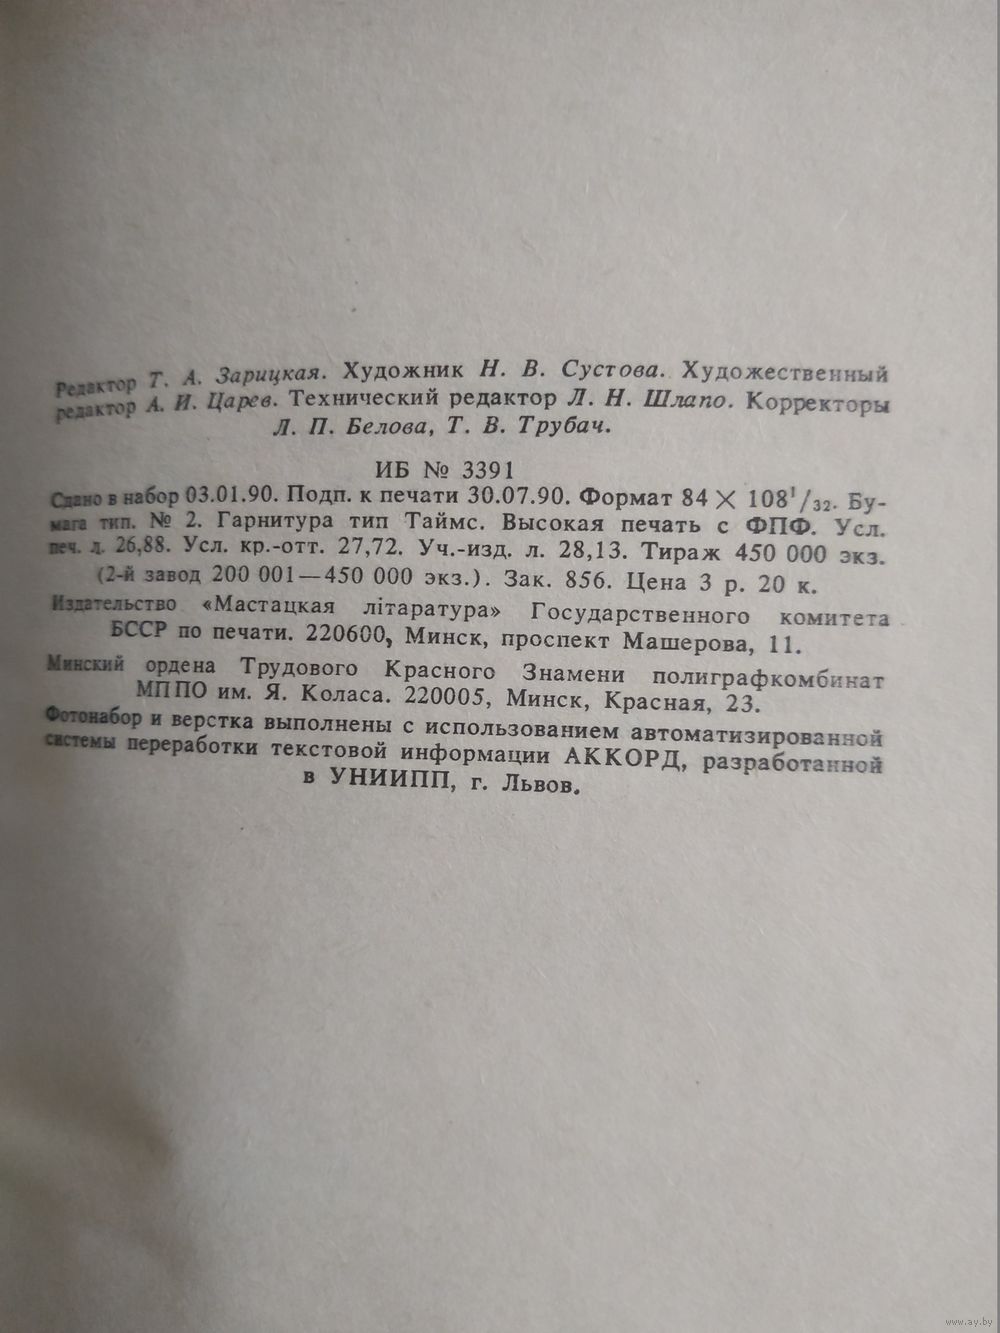 Редактор Т. А. Зарицкая. Художник Н. В. Сустова. Художественный
редактор А. И. Царев. Технический редактор Л. Н. Шлапо. Корректоры
Л. П. Белова, Т. В. Трубач.
ИБ № 3391
Сдано в набор 03.01.90. Подп. к печати 30.07.90. Формат 84 × 108¹/₃₂. Бу-
мага тип. № 2. Гарнитура тип Таймс. Высокая печать с ФПФ. Усл.
печ. л. 26,88. Усл. кр.-отт. 27,72. Уч.-изд. л. 28,13. Тираж 450 000 экз.
(2-й завод 200 001—450 000 экз.). Зак. 856. Цена 3 р. 20 к.
Издательство «Мастацкая літаратура» Государственного комитета
БССР по печати. 220600, Минск, проспект Машерова, 11.
Минский ордена Трудового Красного Знамени полиграфкомбинат
МППО им. Я. Коласа. 220005, Минск, Красная, 23.
Фотонабор и верстка выполнены с использованием автоматизированной
системы переработки текстовой информации АККОРД, разработанной
в УНИИПП, г. Львов.
www.ay.by